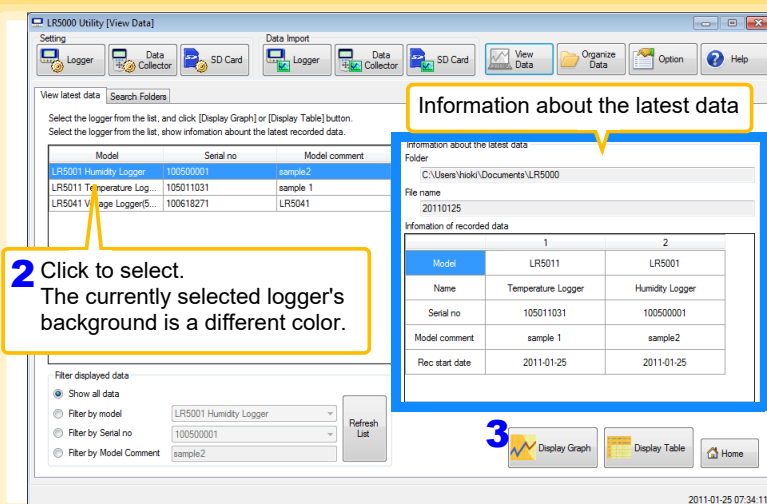 LR5000 Utility [View Data]
Setting
Data Import
Logger
Data Collector
SD Card
Logger
Data Collector
SD Card
View Data
Organize Data
Option
Help
View latest data
Search Folders
Information about the latest data
Select the logger from the list, and click [Display Graph] or [Display Table] button.
Select the logger from the list, show infomation abount the latest recorded data.
Model Serial no Model comment
LR5001 Humidity Logger 100500001 sample2
LR5011 Temperature Log... 105011031 sample 1
LR5041 Voltage Logger(5... 100618271 LR5041
2 Click to select.
The currently selected logger's
background is a different color.
Infomation about the latest data
Folder
C:\Users\hioki\Documents\LR5000
File name
20110125
Infomation of recorded data
1 2
Model LR5011 LR5001
Name Temperature Logger Humidity Logger
Serial no 105011031 100500001
Model comment sample 1 sample2
Rec start date 2011-01-25 2011-01-25
Filter displayed data
Show all data
Filter by model LR5001 Humidity Logger
Filter by Serial no 100500001
Filter by Model Comment sample2
Refresh List
3
Display Graph
Display Table
Home
2011-01-25 07:34:11